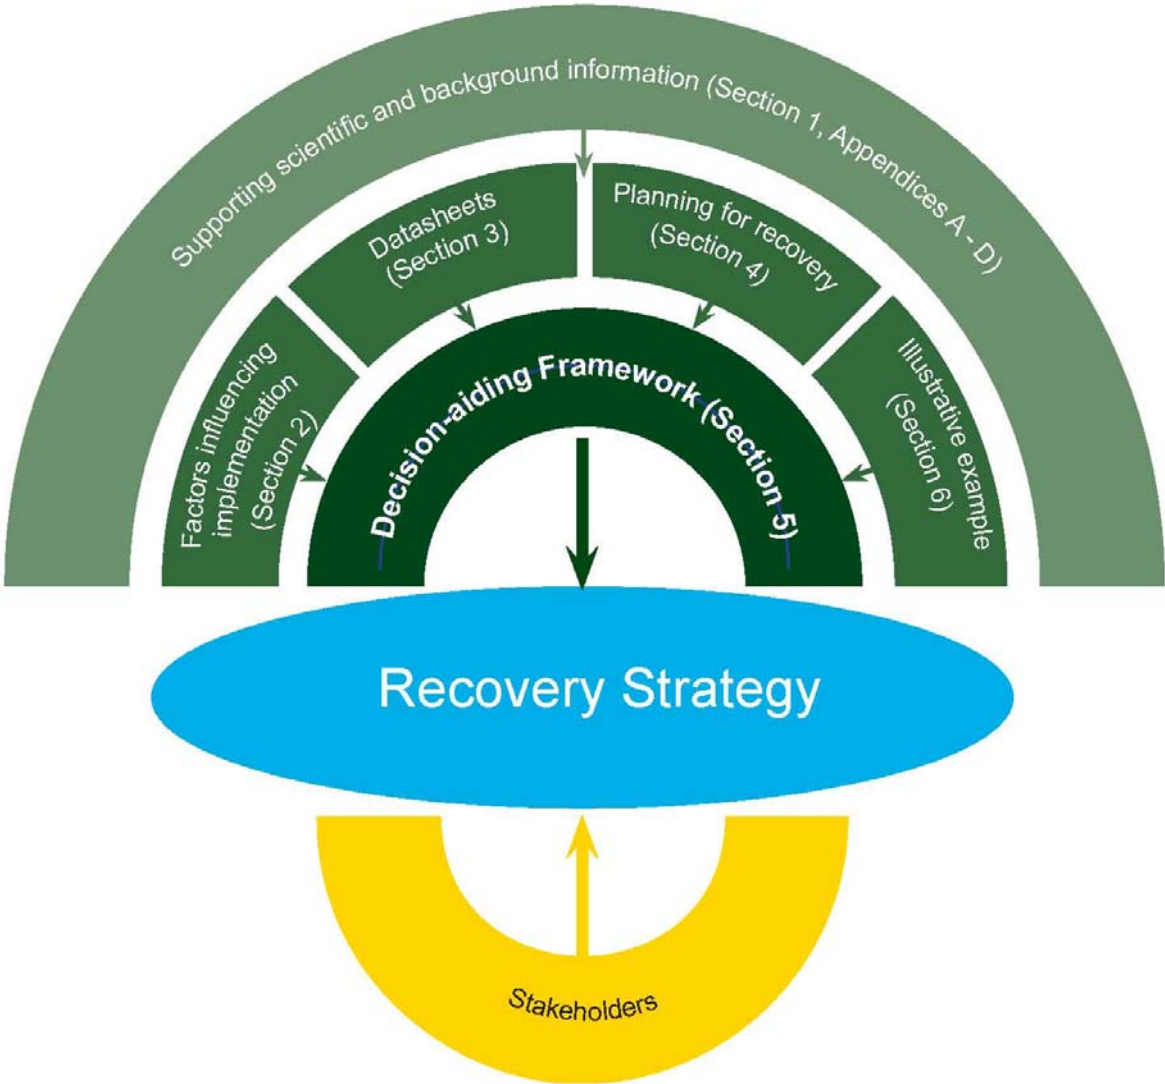 Supporting scientific and background information (Section 1, Appendices A - D)
Datasheets
(Section 3)
Planning for recovery
(Section 4)
Factors influencing
implementation
(Section 2)
Illustrative example
(Section 6)
Decision-aiding Framework (Section 5)
Recovery Strategy
Stakeholders